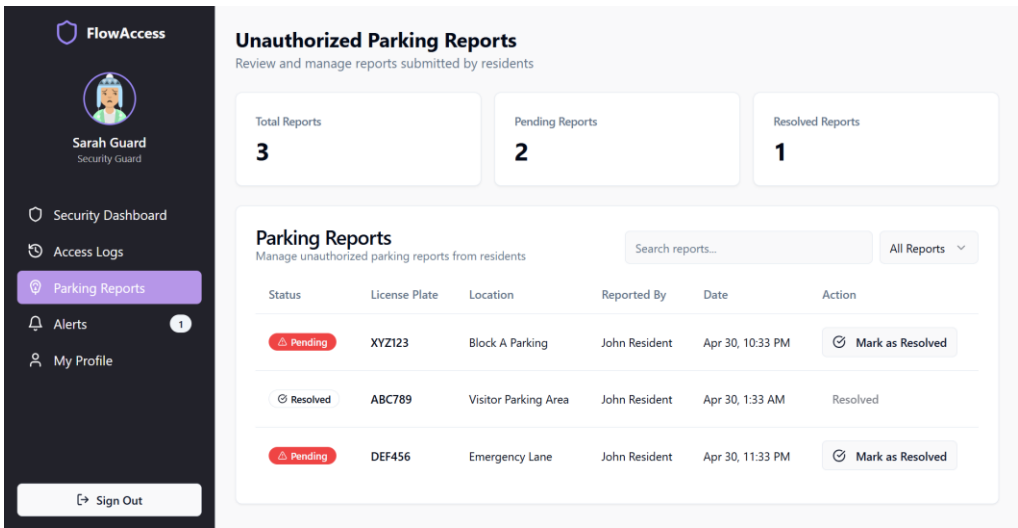 FlowAccess
Sarah Guard
Security Guard
Security Dashboard
Access Logs
Parking Reports
Alerts 1
My Profile
Sign Out
Unauthorized Parking Reports
Review and manage reports submitted by residents
Total Reports
3
Pending Reports
2
Resolved Reports
1
Parking Reports
Manage unauthorized parking reports from residents
Search reports...
All Reports
Status License Plate Location Reported By Date Action
Pending XYZ123 Block A Parking John Resident Apr 30, 10:33 PM Mark as Resolved
Resolved ABC789 Visitor Parking Area John Resident Apr 30, 1:33 AM Resolved
Pending DEF456 Emergency Lane John Resident Apr 30, 11:33 PM Mark as Resolved